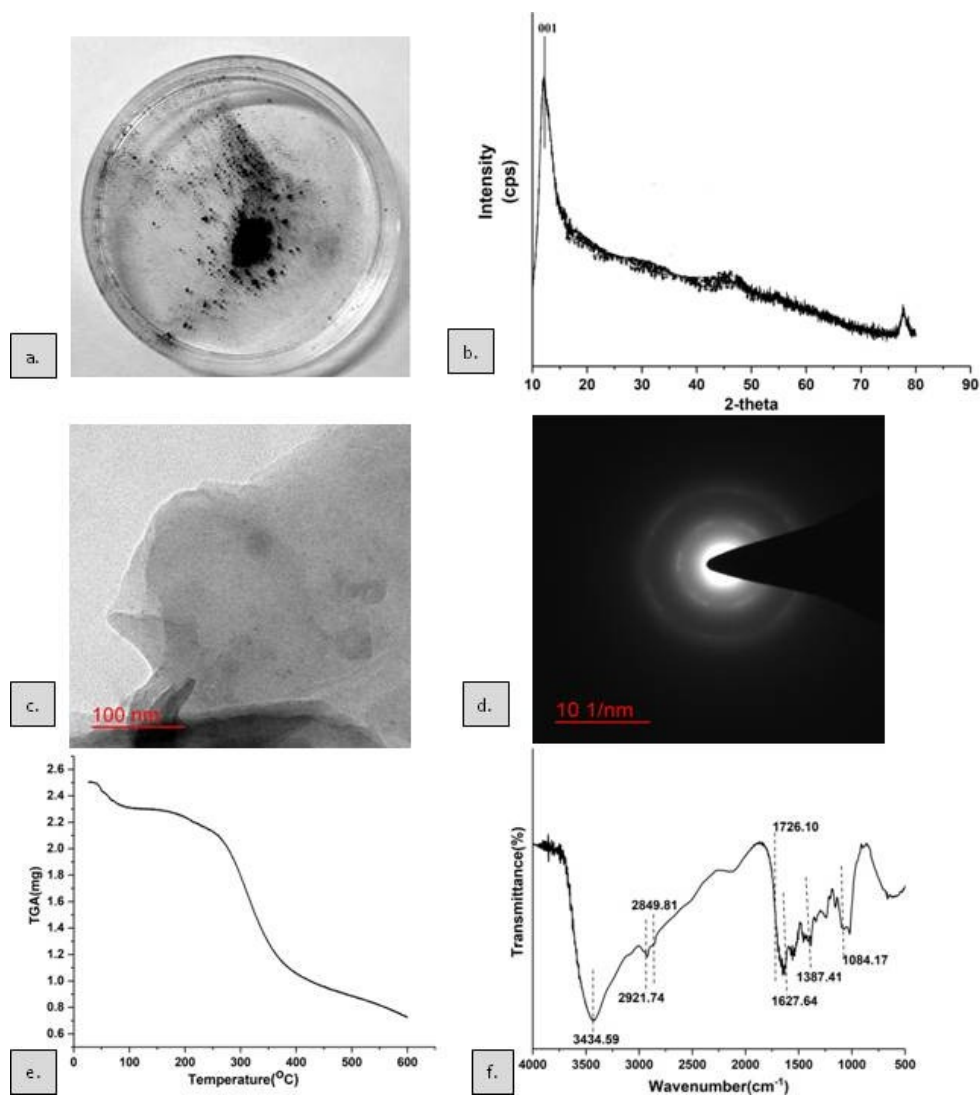 a.
001
Intensity
(cps)
10 20 30 40 50 60 70 80 90
2-theta
b.
100 nm
c.
10 1/nm
d.
2.6
2.4
2.2
2.0
1.8
1.6
1.4
1.2
1.0
0.8
0.6
TGA(mg)
0 100 200 300 400 500 600
Temperature(°C)
e.
Transmittance(%)
1726.10
2849.81
2921.74
1084.17
1387.41
1627.64
3434.59
4000 3500 3000 2500 2000 1500 1000 500
Wavenumber(cm⁻¹)
f.